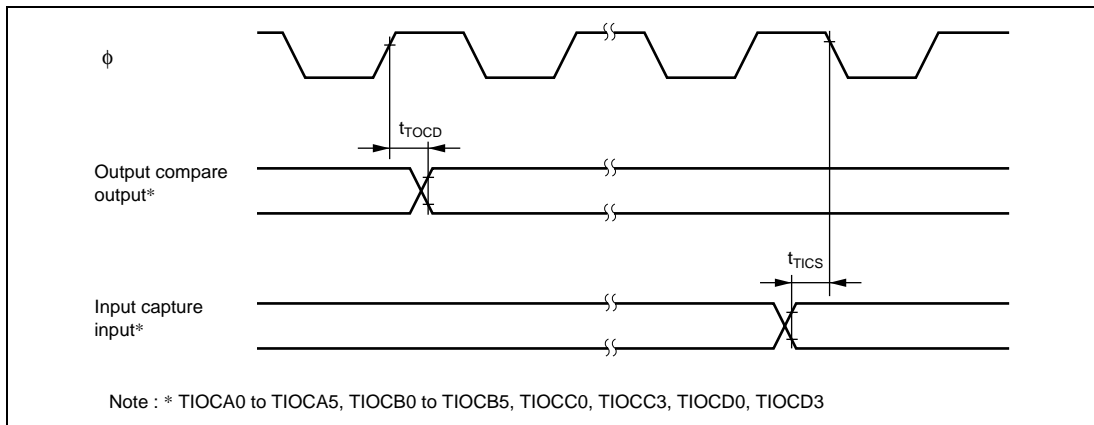 ϕ
tTOCD
Output compare
output*
tTICS
Input capture
input*
Note : * TIOCA0 to TIOCA5, TIOCB0 to TIOCB5, TIOCC0, TIOCC3, TIOCD0, TIOCD3